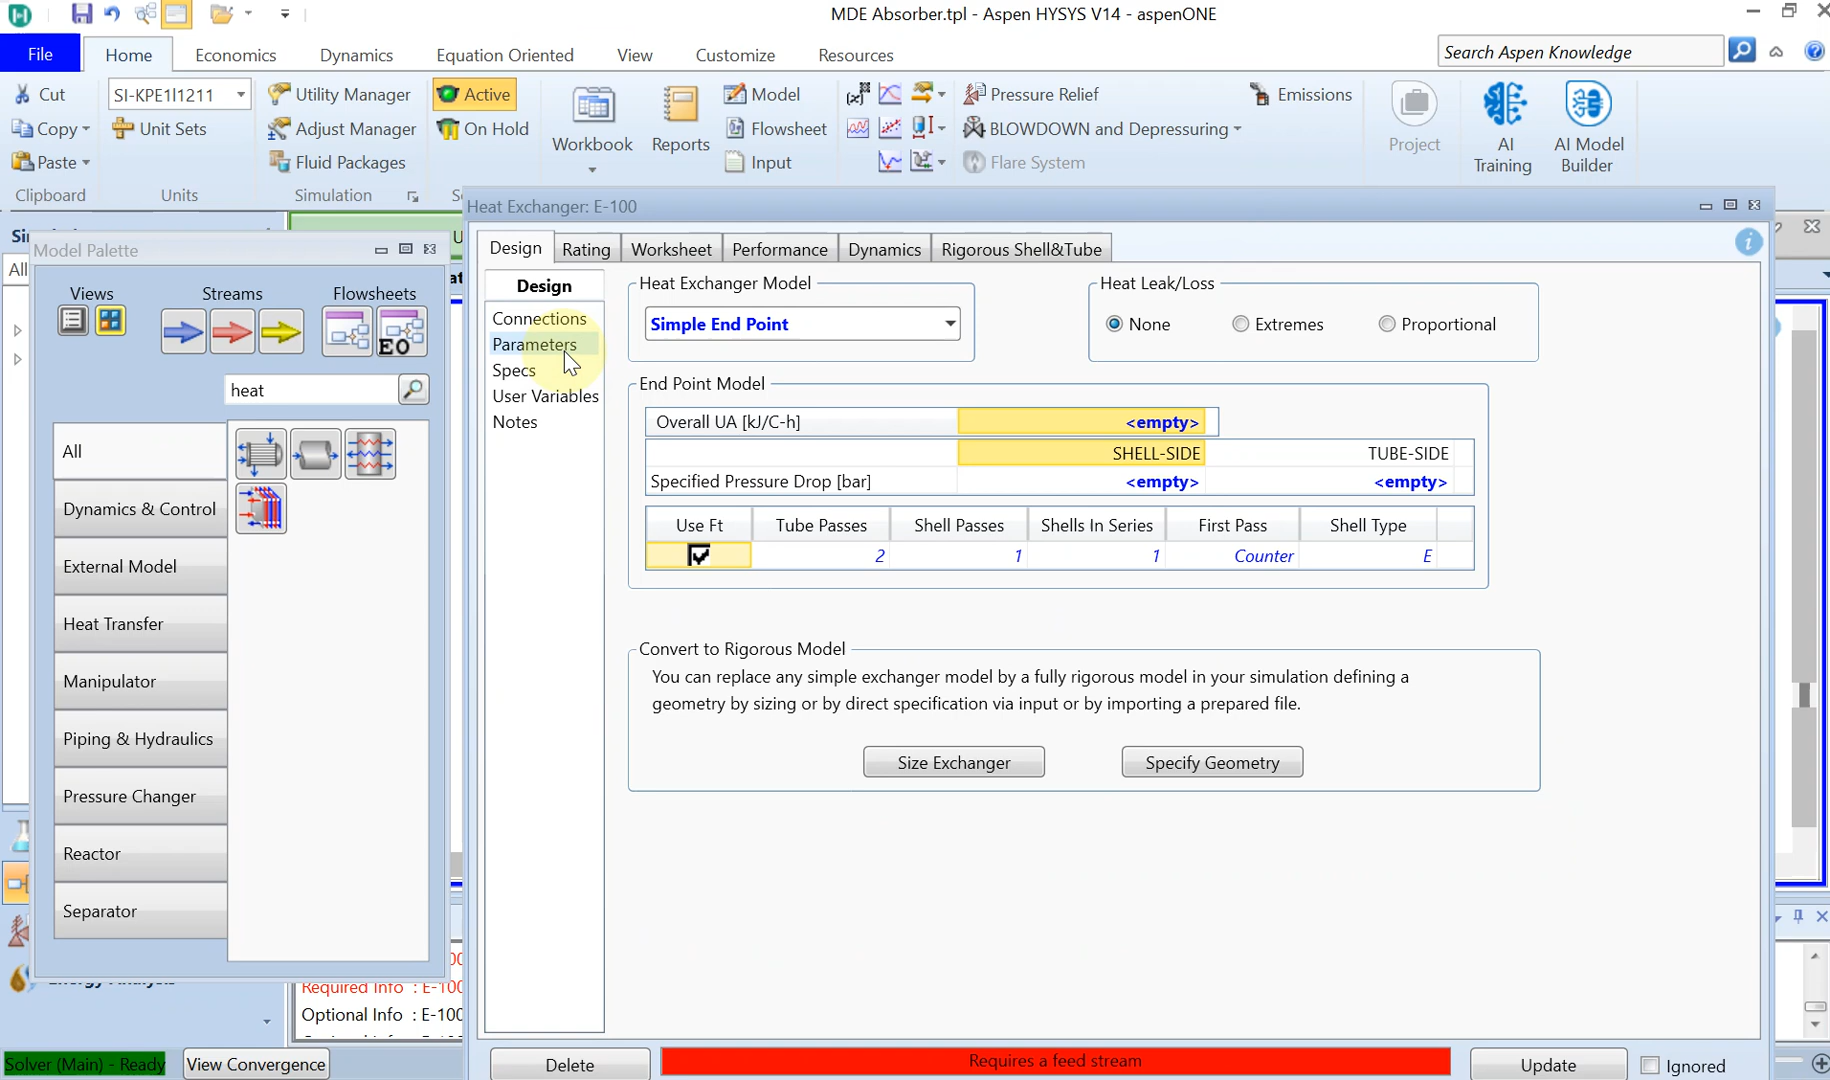 MDE Absorber.tpl - Aspen HYSYS V14 - aspenONE
File
Home
Economics
Dynamics
Equation Oriented
View
Customize
Resources
Search Aspen Knowledge
Cut
Copy
Paste
Clipboard
SI-KPE1l1211
Unit Sets
Units
Utility Manager
Adjust Manager
Fluid Packages
Simulation
Active
On Hold
Workbook
Reports
Model
Flowsheet
Input
Pressure Relief
BLOWDOWN and Depressuring
Flare System
Emissions
Project
AI
Training
AI Model
Builder
Model Palette
Views
Streams
Flowsheets
EO
heat
All
Dynamics & Control
External Model
Heat Transfer
Manipulator
Piping & Hydraulics
Pressure Changer
Reactor
Separator
Heat Exchanger: E-100
Design
Rating
Worksheet
Performance
Dynamics
Rigorous Shell&Tube
Design
Connections
Parameters
Specs
User Variables
Notes
Heat Exchanger Model
Simple End Point
Heat Leak/Loss
None
Extremes
Proportional
End Point Model
Overall UA [kJ/C-h]
<empty>
SHELL-SIDE
TUBE-SIDE
Specified Pressure Drop [bar]
<empty>
<empty>
Use Ft
Tube Passes
Shell Passes
Shells In Series
First Pass
Shell Type
2
1
1
Counter
E
Convert to Rigorous Model
You can replace any simple exchanger model by a fully rigorous model in your simulation defining a
geometry by sizing or by direct specification via input or by importing a prepared file.
Size Exchanger
Specify Geometry
Required Info : E-100
Optional Info : E-100
Solver (Main) - Ready
View Convergence
Delete
Requires a feed stream
Update
Ignored